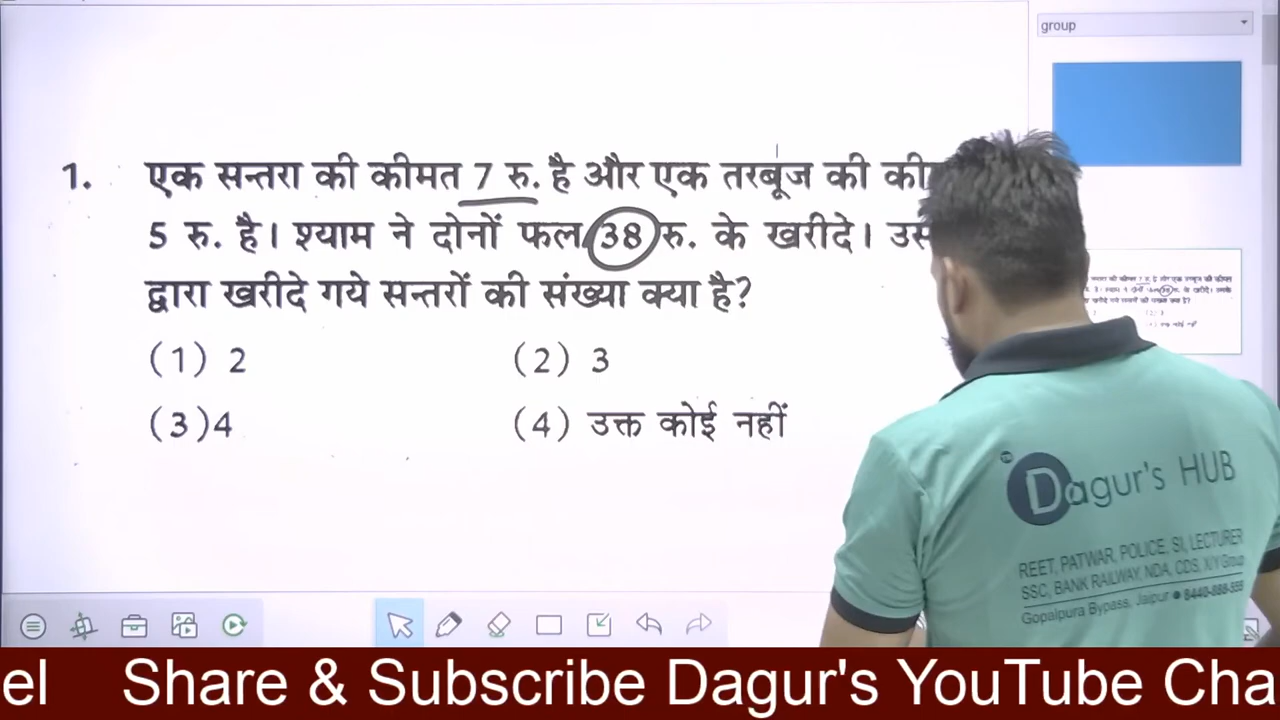 group
1. एक सन्तरा की कीमत 7 रु. है और एक तरबूज की
5 रु. है। श्याम ने दोनों फल 38 रु. के खरीदे।
द्वारा खरीदे गये सन्तरों की संख्या क्या है?
(1) 2 (2) 3
(3)4 (4) उक्त कोई नहीं
Dagur's HUB
REET, PATWAR, POLICE, SI, LECTURER
SSC, BANK RAILWAY, NDA, CDS, X/Y Group
Gopalpura Bypass, Jaipur
el Share & Subscribe Dagur's YouTube Cha